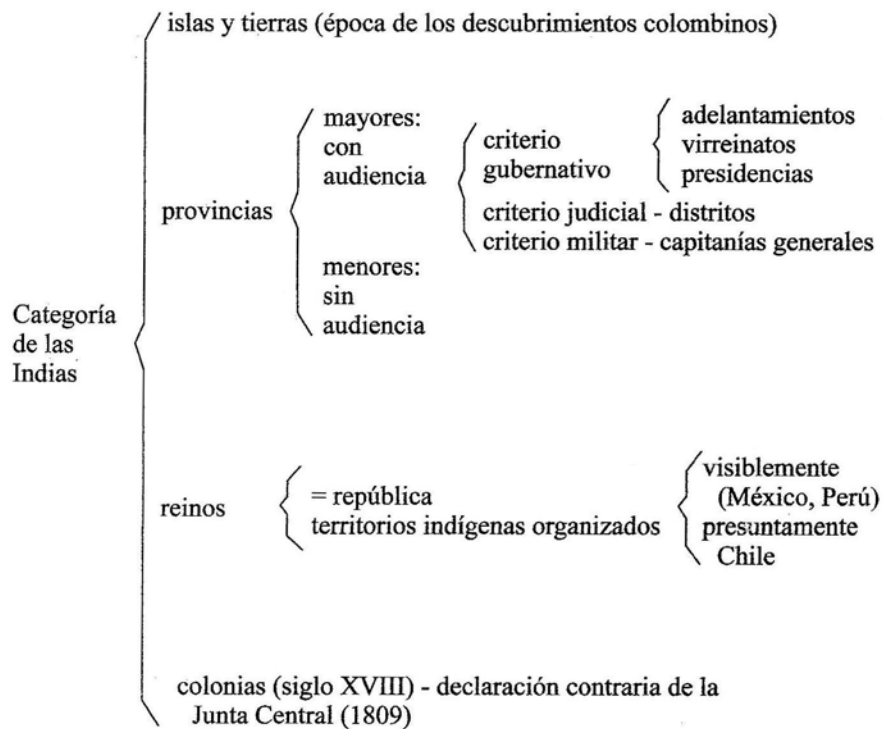 islas y tierras (época de los descubrimientos colombinos)
mayores:
con
audiencia
criterio
gubernativo
adelantamientos
virreinatos
presidencias
criterio judicial - distritos
criterio militar - capitanías generales
provincias
menores:
sin
audiencia
Categoría
de las
Indias
reinos
= república
territorios indígenas organizados
visiblemente
(México, Perú)
presuntamente
Chile
colonias (siglo XVIII) - declaración contraria de la
Junta Central (1809)